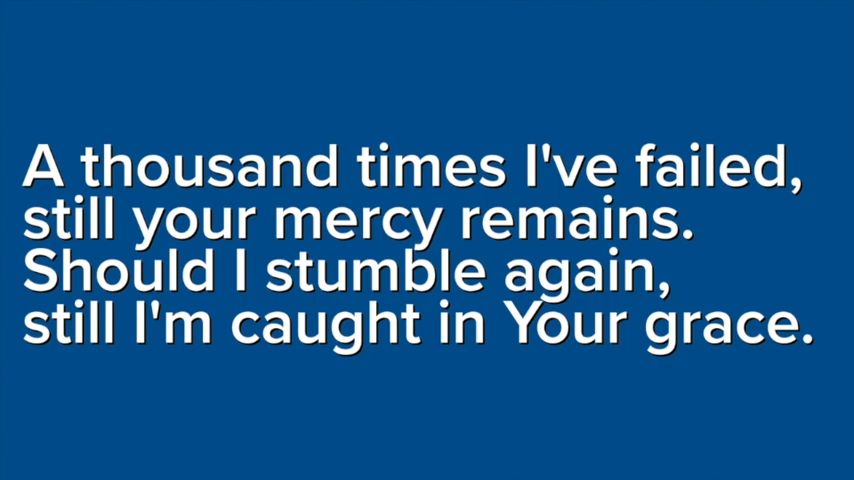 A thousand times I've failed,
still your mercy remains.
Should I stumble again,
still I'm caught in Your grace.